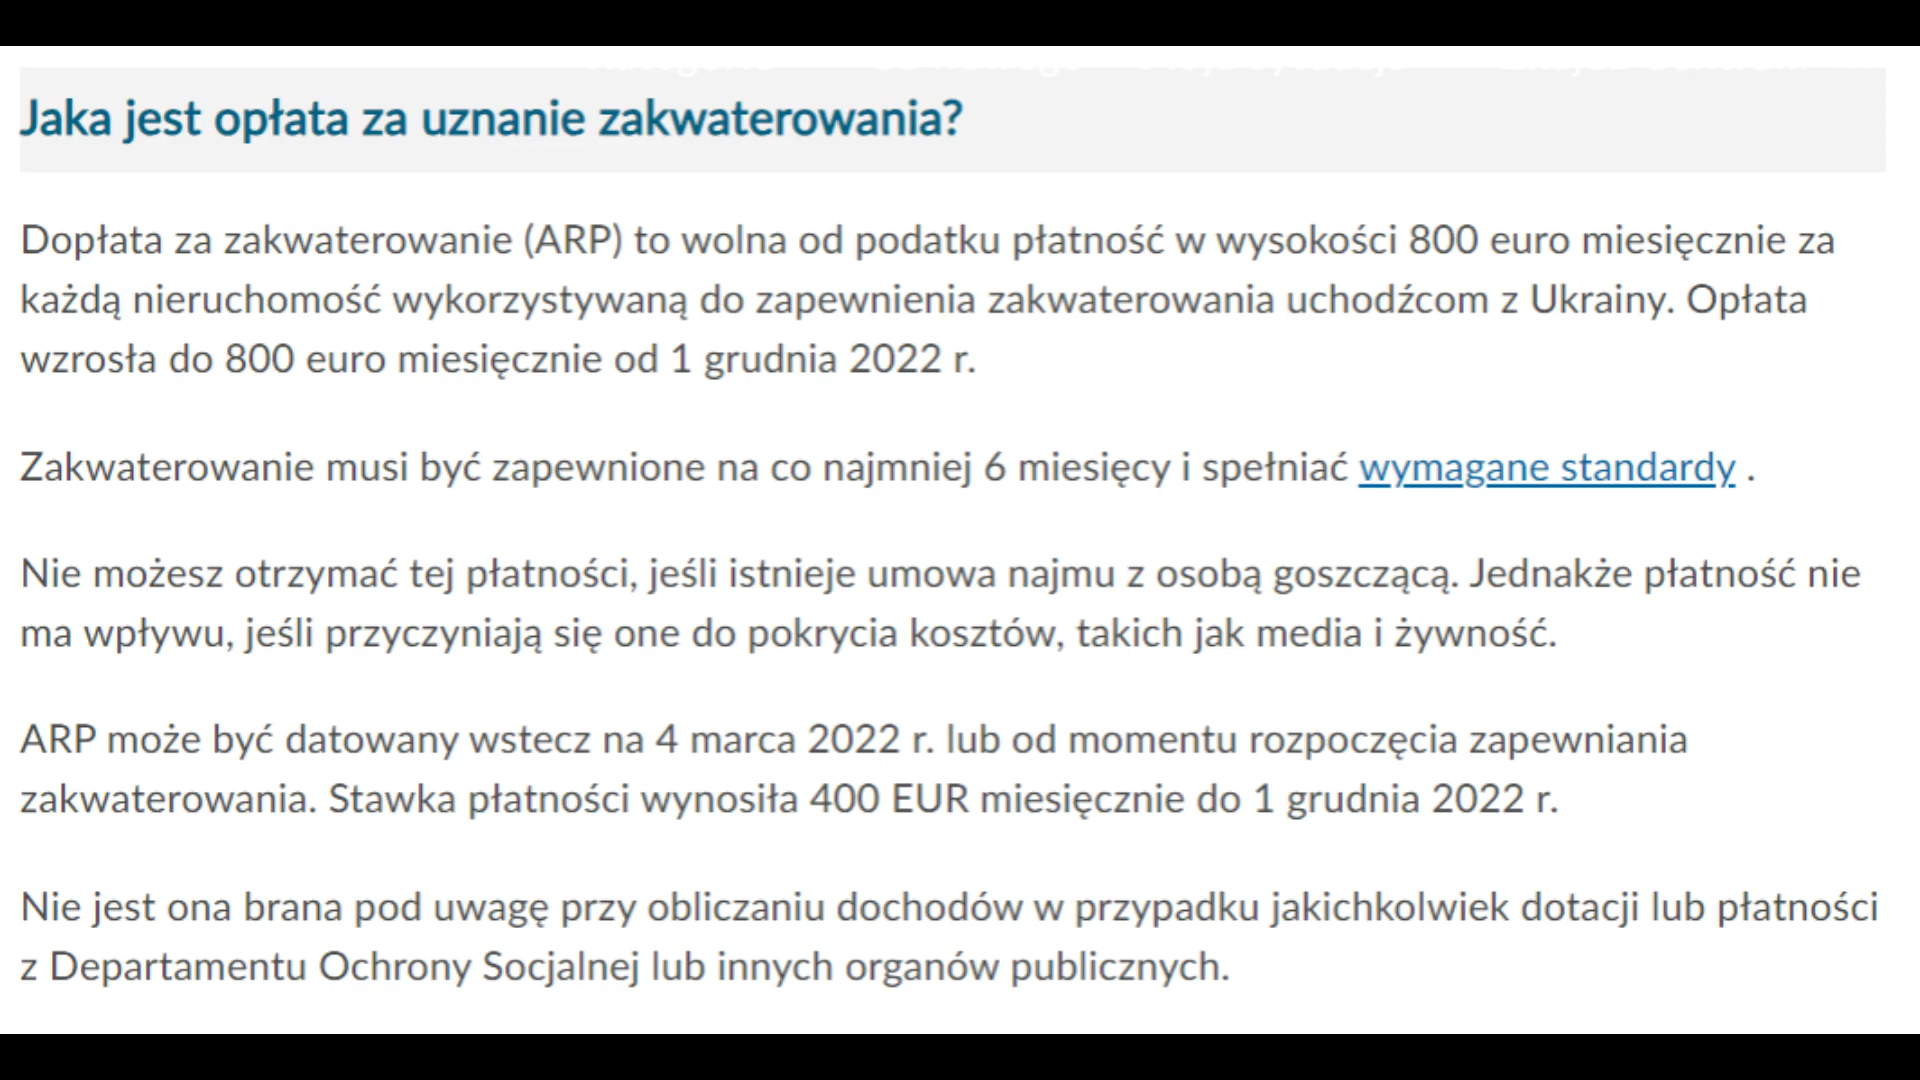 Jaka jest opłata za uznanie zakwaterowania?
Dopłata za zakwaterowanie (ARP) to wolna od podatku płatność w wysokości 800 euro miesięcznie za
każdą nieruchomość wykorzystywaną do zapewnienia zakwaterowania uchodźcom z Ukrainy. Opłata
wzrosła do 800 euro miesięcznie od 1 grudnia 2022 r.
Zakwaterowanie musi być zapewnione na co najmniej 6 miesięcy i spełniać wymagane standardy .
Nie możesz otrzymać tej płatności, jeśli istnieje umowa najmu z osobą goszczącą. Jednakże płatność nie
ma wpływu, jeśli przyczyniają się one do pokrycia kosztów, takich jak media i żywność.
ARP może być datowany wstecz na 4 marca 2022 r. lub od momentu rozpoczęcia zapewniania
zakwaterowania. Stawka płatności wynosiła 400 EUR miesięcznie do 1 grudnia 2022 r.
Nie jest ona brana pod uwagę przy obliczaniu dochodów w przypadku jakichkolwiek dotacji lub płatności
z Departamentu Ochrony Socjalnej lub innych organów publicznych.